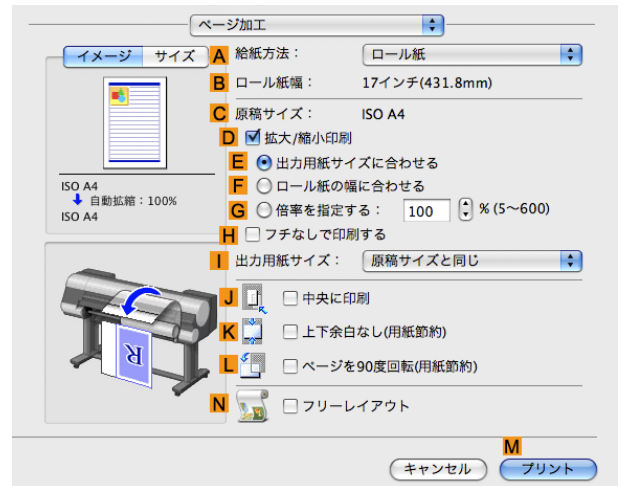 ページ加工
イメージ サイズ
A 給紙方法： ロール紙
B ロール紙幅： 17インチ(431.8mm)
C 原稿サイズ： ISO A4
D 拡大/縮小印刷
E 出力用紙サイズに合わせる
F ロール紙の幅に合わせる
G 倍率を指定する： 100 % (5～600)
H フチなしで印刷する
I 出力用紙サイズ： 原稿サイズと同じ
ISO A4
自動拡縮：100%
ISO A4
J 中央に印刷
K 上下余白なし(用紙節約)
L ページを90度回転(用紙節約)
N フリーレイアウト
R
M
キャンセル プリント